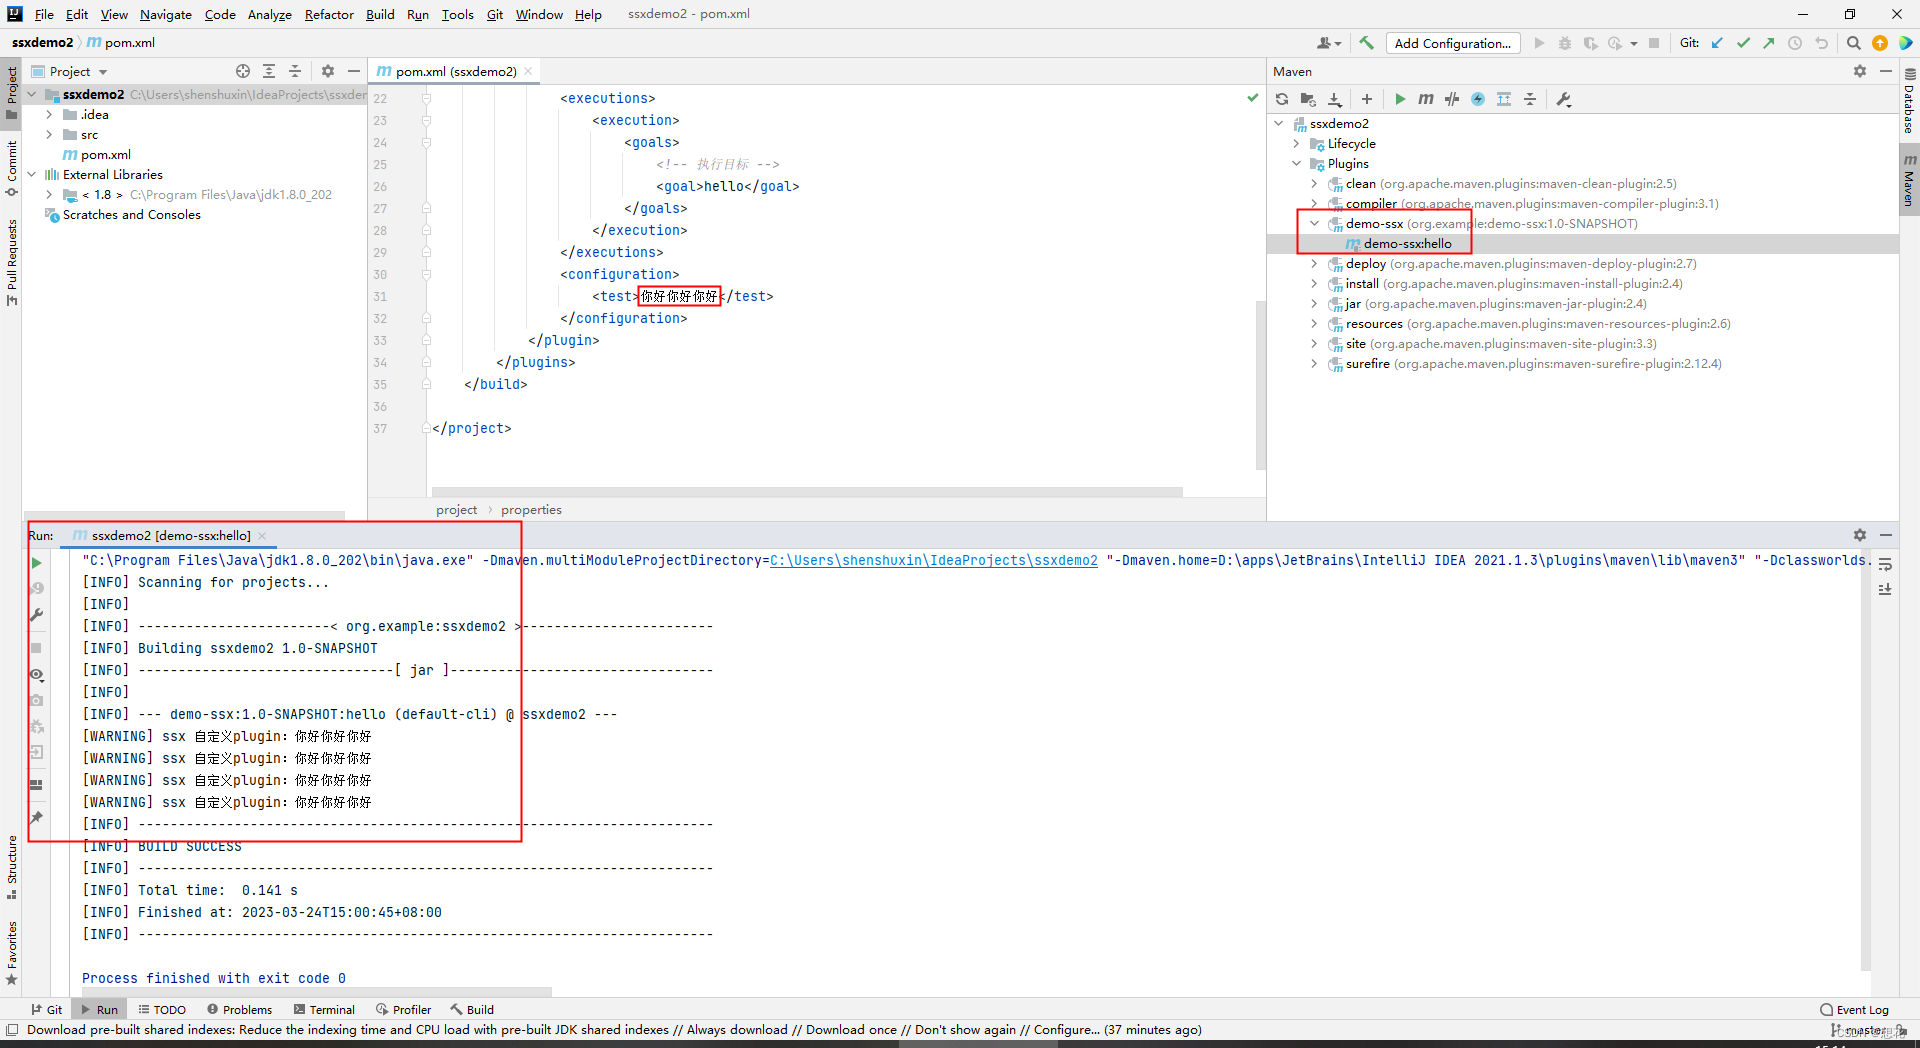 File Edit View Navigate Code Analyze Refactor Build Run Tools Git Window Help ssxdemo2 - pom.xml
ssxdemo2 pom.xml
Add Configuration...
Git:
Project
pom.xml (ssxdemo2)
Maven
ssxdemo2 C:\Users\shenshuxin\IdeaProjects\ssxder
.idea
src
pom.xml
External Libraries
< 1.8 > C:\Program Files\Java\jdk1.8.0_202
Scratches and Consoles
22 <executions>
23 <execution>
24 <goals>
25 <!-- 执行目标 -->
26 <goal>hello</goal>
27 </goals>
28 </execution>
29 </executions>
30 <configuration>
31 <test>你好你好你好</test>
32 </configuration>
33 </plugin>
34 </plugins>
35 </build>
36
37 </project>
project › properties
ssxdemo2
Lifecycle
Plugins
clean (org.apache.maven.plugins:maven-clean-plugin:2.5)
compiler (org.apache.maven.plugins:maven-compiler-plugin:3.1)
demo-ssx (org.example:demo-ssx:1.0-SNAPSHOT)
demo-ssx:hello
deploy (org.apache.maven.plugins:maven-deploy-plugin:2.7)
install (org.apache.maven.plugins:maven-install-plugin:2.4)
jar (org.apache.maven.plugins:maven-jar-plugin:2.4)
resources (org.apache.maven.plugins:maven-resources-plugin:2.6)
site (org.apache.maven.plugins:maven-site-plugin:3.3)
surefire (org.apache.maven.plugins:maven-surefire-plugin:2.12.4)
Project
Commit
Pull Requests
Structure
Favorites
Database
Maven
Run: ssxdemo2 [demo-ssx:hello]
"C:\Program Files\Java\jdk1.8.0_202\bin\java.exe" -Dmaven.multiModuleProjectDirectory=C:\Users\shenshuxin\IdeaProjects\ssxdemo2 "-Dmaven.home=D:\apps\JetBrains\IntelliJ IDEA 2021.1.3\plugins\maven\lib\maven3" "-Dclassworlds.
[INFO] Scanning for projects...
[INFO]
[INFO] ------------------------< org.example:ssxdemo2 >------------------------
[INFO] Building ssxdemo2 1.0-SNAPSHOT
[INFO] --------------------------------[ jar ]---------------------------------
[INFO]
[INFO] --- demo-ssx:1.0-SNAPSHOT:hello (default-cli) @ ssxdemo2 ---
[WARNING] ssx 自定义plugin: 你好你好你好
[WARNING] ssx 自定义plugin: 你好你好你好
[WARNING] ssx 自定义plugin: 你好你好你好
[WARNING] ssx 自定义plugin: 你好你好你好
[INFO] ------------------------------------------------------------------------
[INFO] BUILD SUCCESS
[INFO] ------------------------------------------------------------------------
[INFO] Total time:  0.141 s
[INFO] Finished at: 2023-03-24T15:00:45+08:00
[INFO] ------------------------------------------------------------------------
Process finished with exit code 0
Git Run TODO Problems Terminal Profiler Build Event Log
Download pre-built shared indexes: Reduce the indexing time and CPU load with pre-built JDK shared indexes // Always download // Download once // Don't show again // Configure... (37 minutes ago)
master